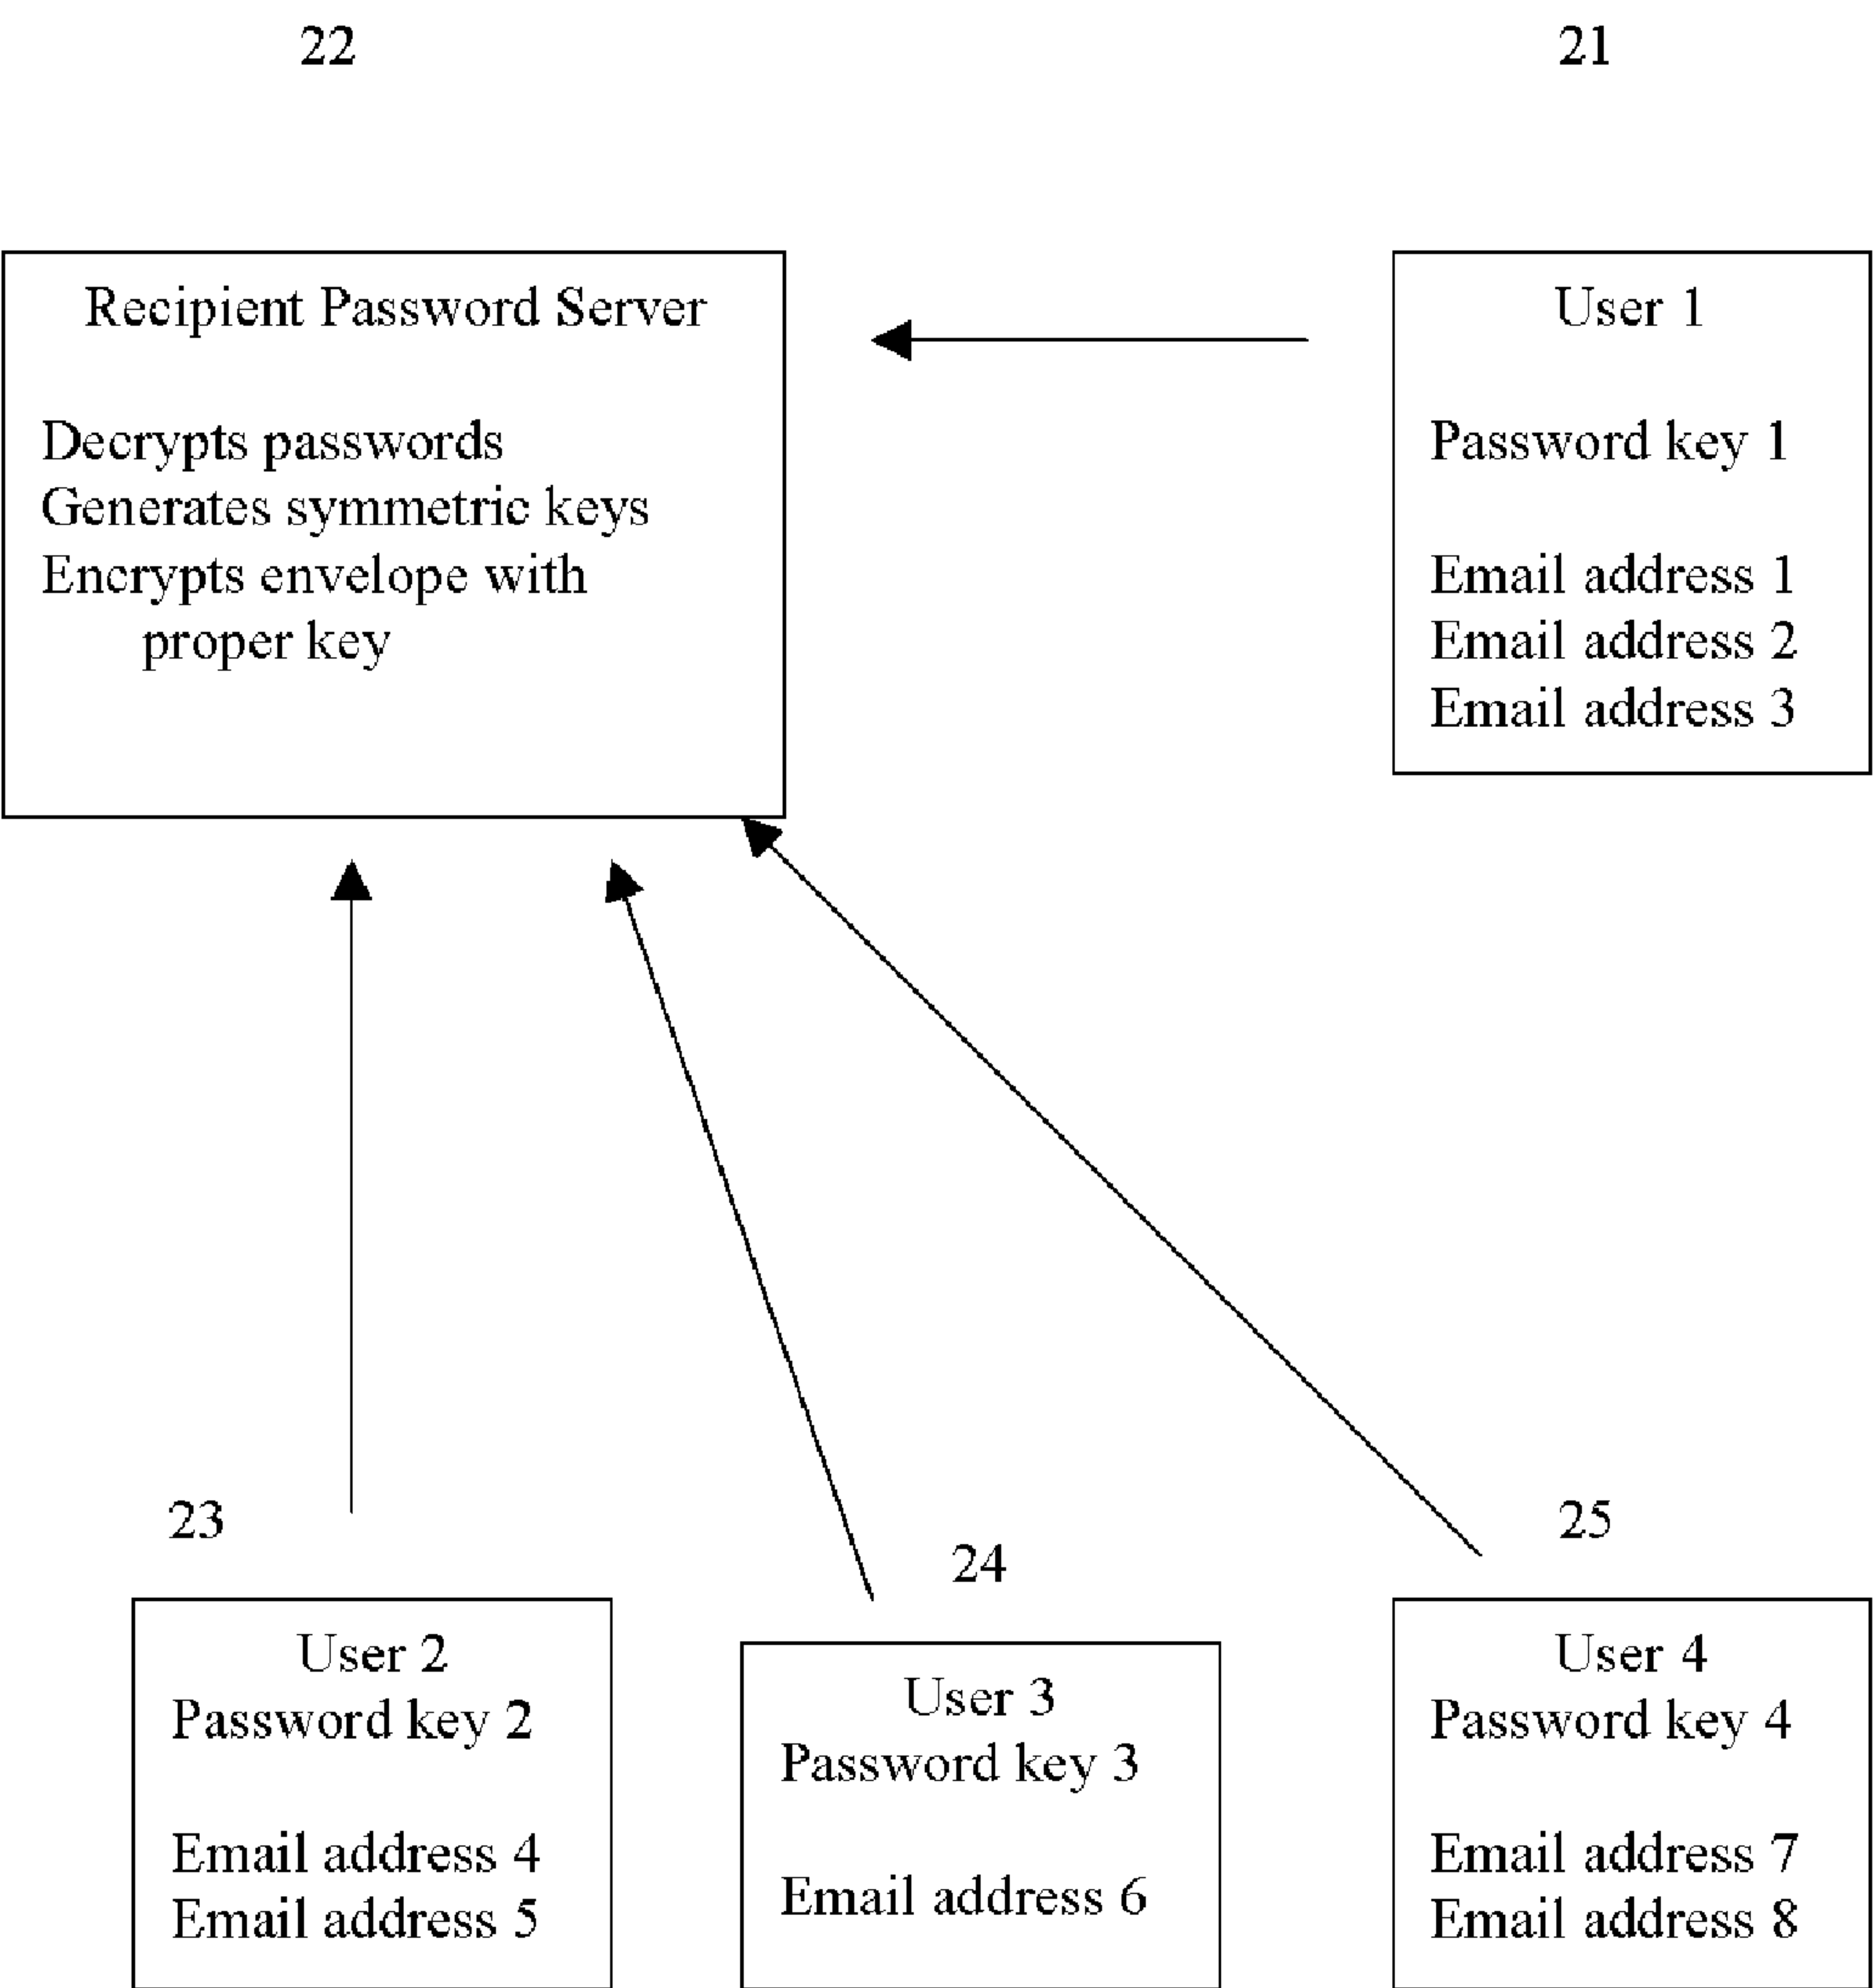 22
21
Recipient Password Server
Decrypts passwords
Generates symmetric keys
Encrypts envelope with
proper key
User 1
Password key 1
Email address 1
Email address 2
Email address 3
23
24
25
User 2
Password key 2
Email address 4
Email address 5
User 3
Password key 3
Email address 6
User 4
Password key 4
Email address 7
Email address 8